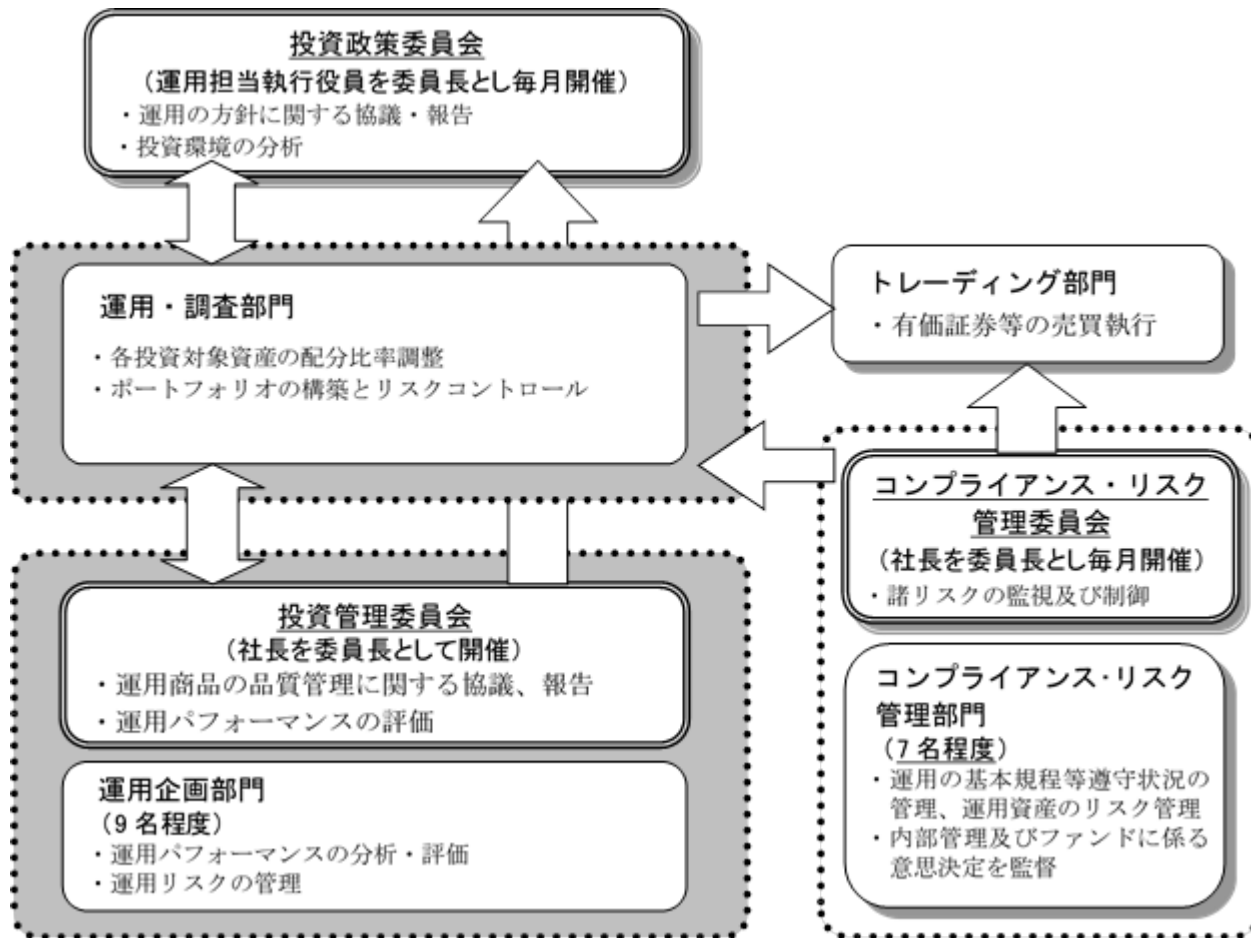 投資政策委員会
（運用担当執行役員を委員長とし毎月開催）
・運用の方針に関する協議・報告
・投資環境の分析
運用・調査部門
・各投資対象資産の配分比率調整
・ポートフォリオの構築とリスクコントロール
トレーディング部門
・有価証券等の売買執行
コンプライアンス・リスク
管理委員会
（社長を委員長とし毎月開催）
・諸リスクの監視及び制御
投資管理委員会
（社長を委員長として開催）
・運用商品の品質管理に関する協議、報告
・運用パフォーマンスの評価
運用企画部門
（9名程度）
・運用パフォーマンスの分析・評価
・運用リスクの管理
コンプライアンス・リスク
管理部門
（7名程度）
・運用の基本規程等遵守状況の
管理、運用資産のリスク管理
・内部管理及びファンドに係る
意思決定を監督